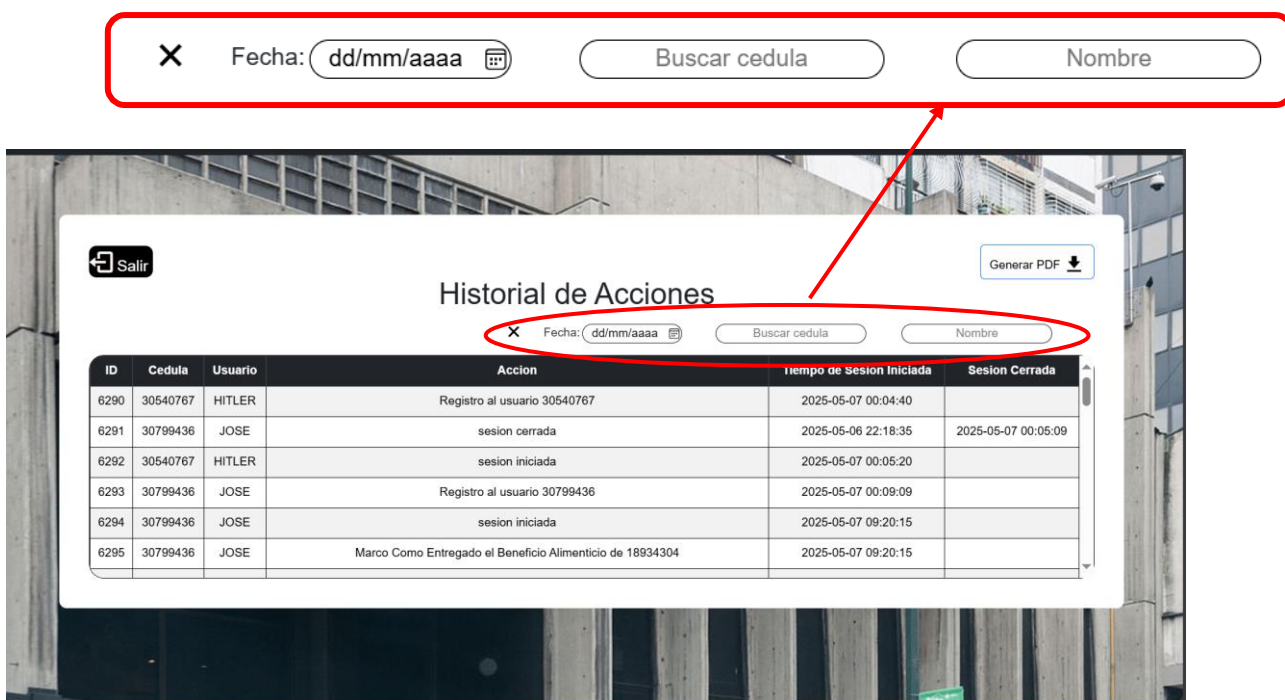 × Fecha: dd/mm/aaaa Buscar cedula Nombre
Salir
Generar PDF
Historial de Acciones
× Fecha: dd/mm/aaaa Buscar cedula Nombre
ID Cedula Usuario Accion Tiempo de Sesion Iniciada Sesion Cerrada
6290 30540767 HITLER Registro al usuario 30540767 2025-05-07 00:04:40
6291 30799436 JOSE sesion cerrada 2025-05-06 22:18:35 2025-05-07 00:05:09
6292 30540767 HITLER sesion iniciada 2025-05-07 00:05:20
6293 30799436 JOSE Registro al usuario 30799436 2025-05-07 00:09:09
6294 30799436 JOSE sesion iniciada 2025-05-07 09:20:15
6295 30799436 JOSE Marco Como Entregado el Beneficio Alimenticio de 18934304 2025-05-07 09:20:15